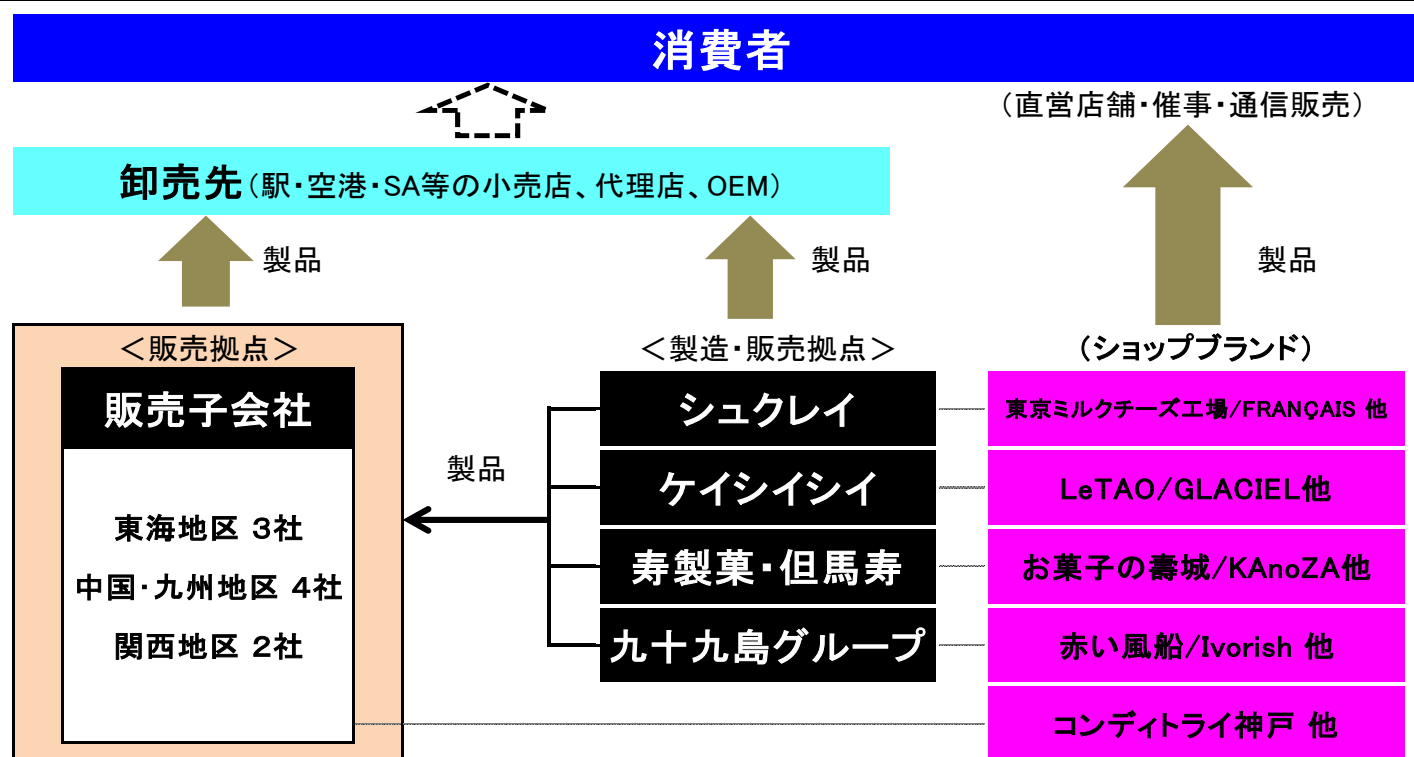 消費者
(直営店舗・催事・通信販売)
卸売先(駅・空港・SA等の小売店、代理店、OEM)
製品
製品
製品
＜販売拠点＞
販売子会社
東海地区 3社
中国・九州地区 4社
関西地区 2社
製品
＜製造・販売拠点＞
シュクレイ
ケイシイシイ
寿製菓・但馬寿
九十九島グループ
(ショップブランド)
東京ミルクチーズ工場/FRANÇAIS 他
LeTAO/GLACIEL他
お菓子の壽城/KAnoZA他
赤い風船/Ivorish 他
コンディトライ神戸 他